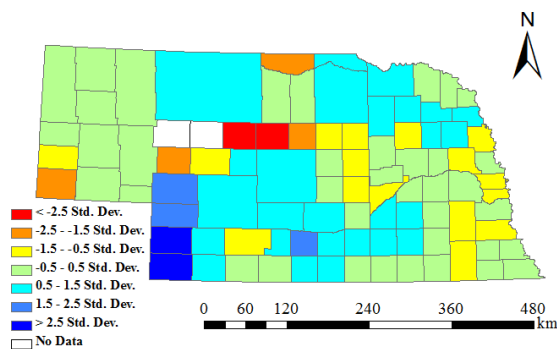 N
< -2.5 Std. Dev.
-2.5 - -1.5 Std. Dev.
-1.5 - -0.5 Std. Dev.
-0.5 - 0.5 Std. Dev.
0.5 - 1.5 Std. Dev.
1.5 - 2.5 Std. Dev.
> 2.5 Std. Dev.
No Data
0 30 60 120 240 360 480
km